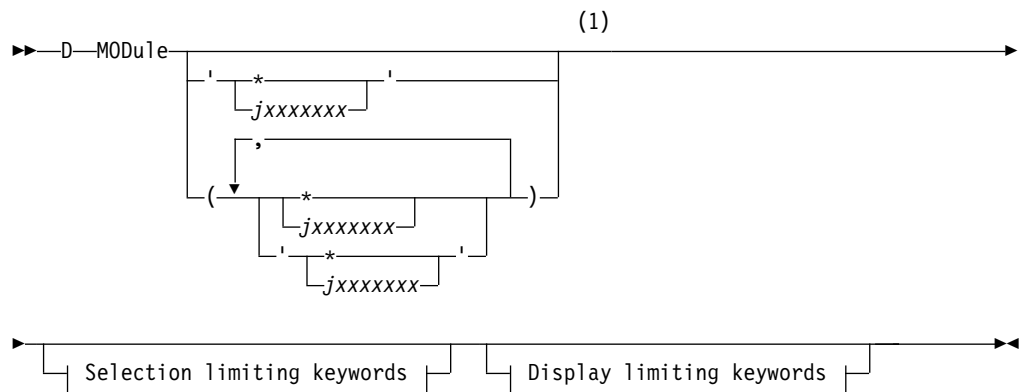 (1)
D MODule
' * '
jxxxxxxx
,
( * )
jxxxxxxx
' * '
jxxxxxxx
Selection limiting keywords Display limiting keywords